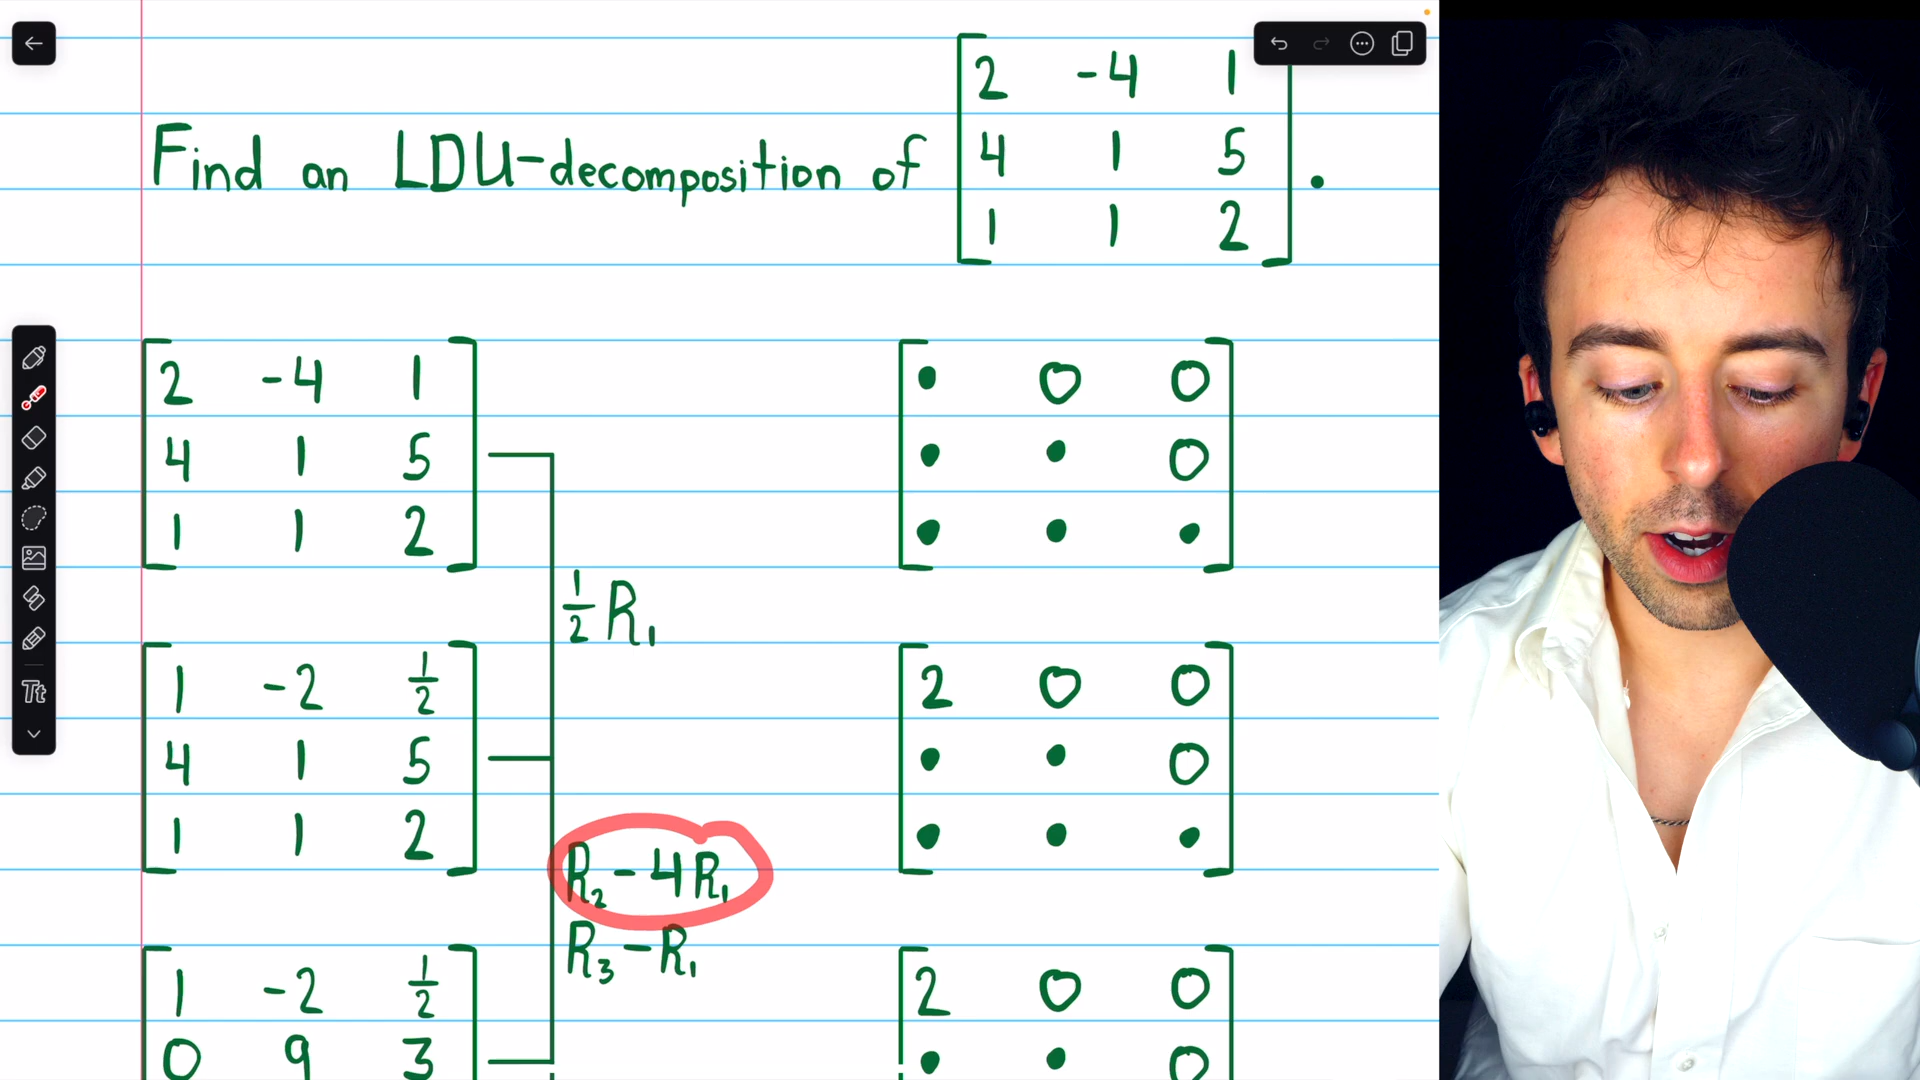 Find an LDU-decomposition of [2 -4 1
4 1 5
1 1 2].
[2 -4 1
4 1 5
1 1 2]
[• 0 0
• • 0
• • •]
½R₁
[1 -2 ½
4 1 5
1 1 2]
[2 0 0
• • 0
• • •]
R₂-4R₁
R₃-R₁
[1 -2 ½
0 9 3
[2 0 0
• • 0
Tt